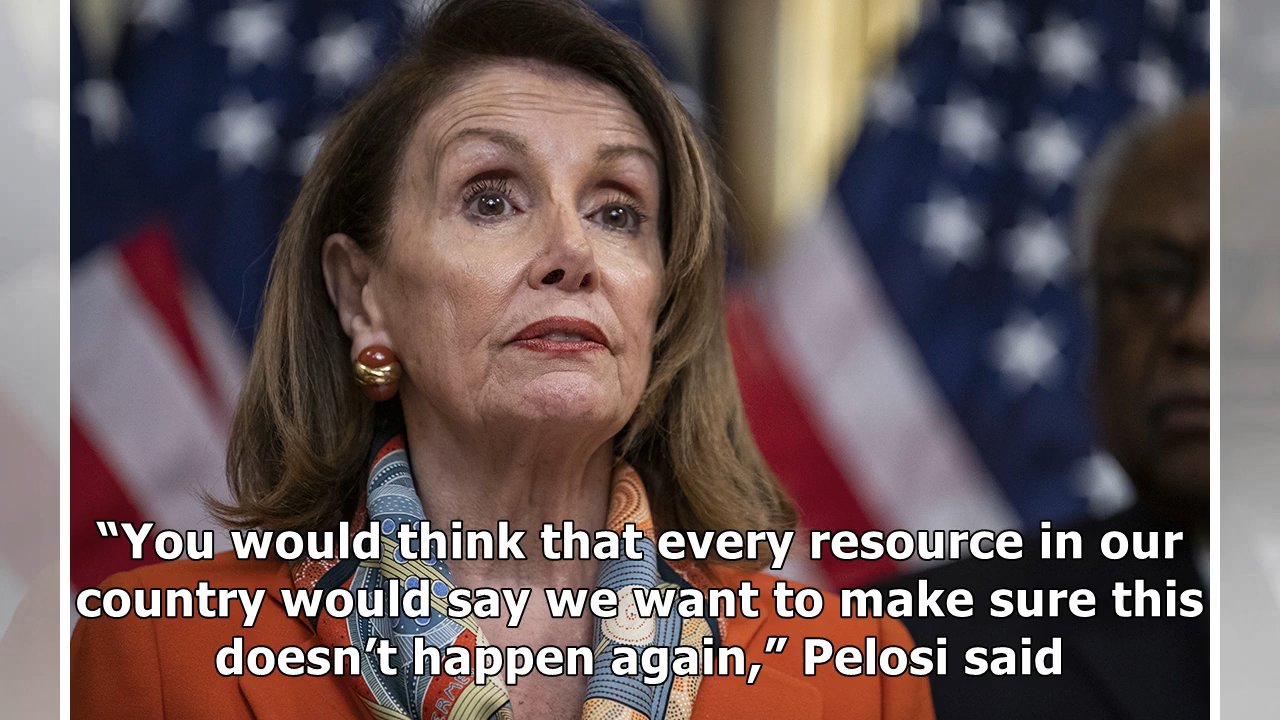 “You would think that every resource in our
country would say we want to make sure this
doesn’t happen again,” Pelosi said